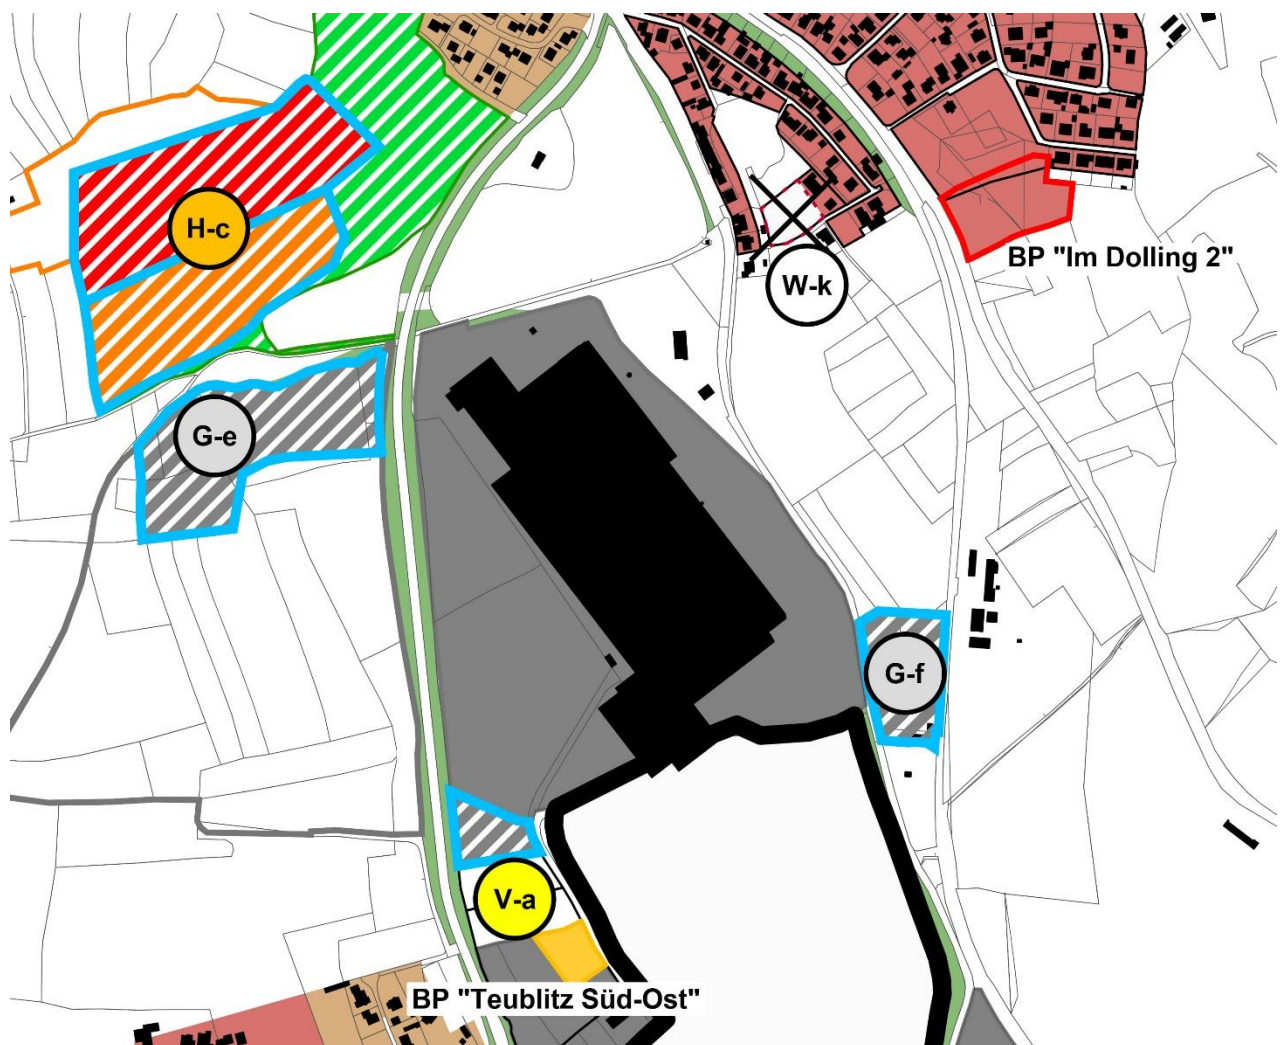 H-c
BP "Im Dolling 2"
W-k
G-e
G-f
V-a
BP "Teublitz Süd-Ost"